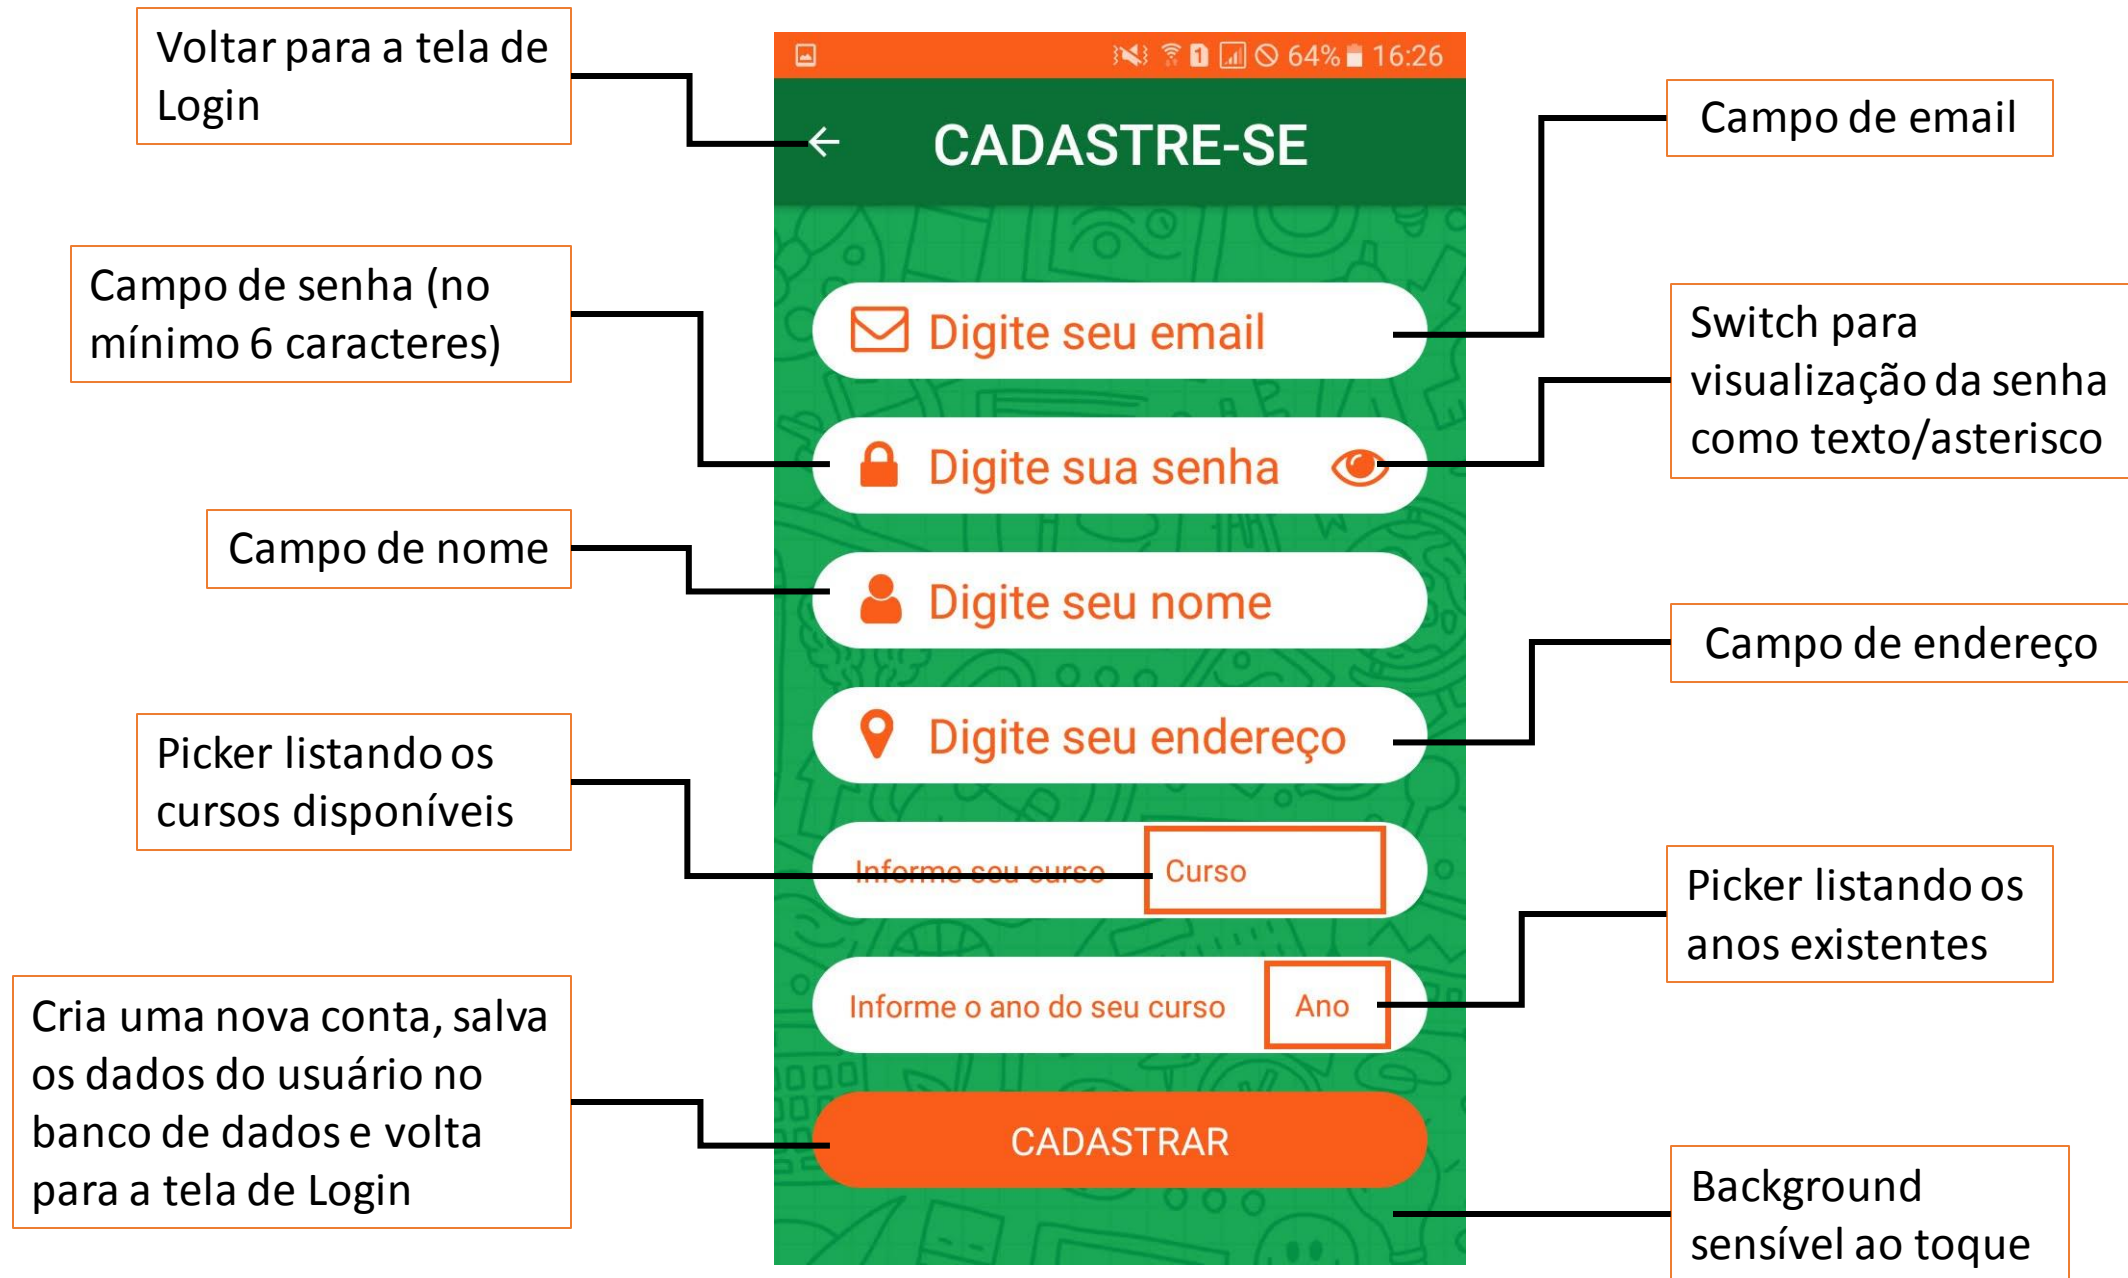 Voltar para a tela de
Login
Campo de senha (no
mínimo 6 caracteres)
Campo de nome
Picker listando os
cursos disponíveis
Cria uma nova conta, salva
os dados do usuário no
banco de dados e volta
para a tela de Login
1 64% 16:26
CADASTRE-SE
Digite seu email
Digite sua senha
Digite seu nome
Digite seu endereço
Informe seu curso Curso
Informe o ano do seu curso Ano
CADASTRAR
Campo de email
Switch para
visualização da senha
como texto/asterisco
Campo de endereço
Picker listando os
anos existentes
Background
sensível ao toque